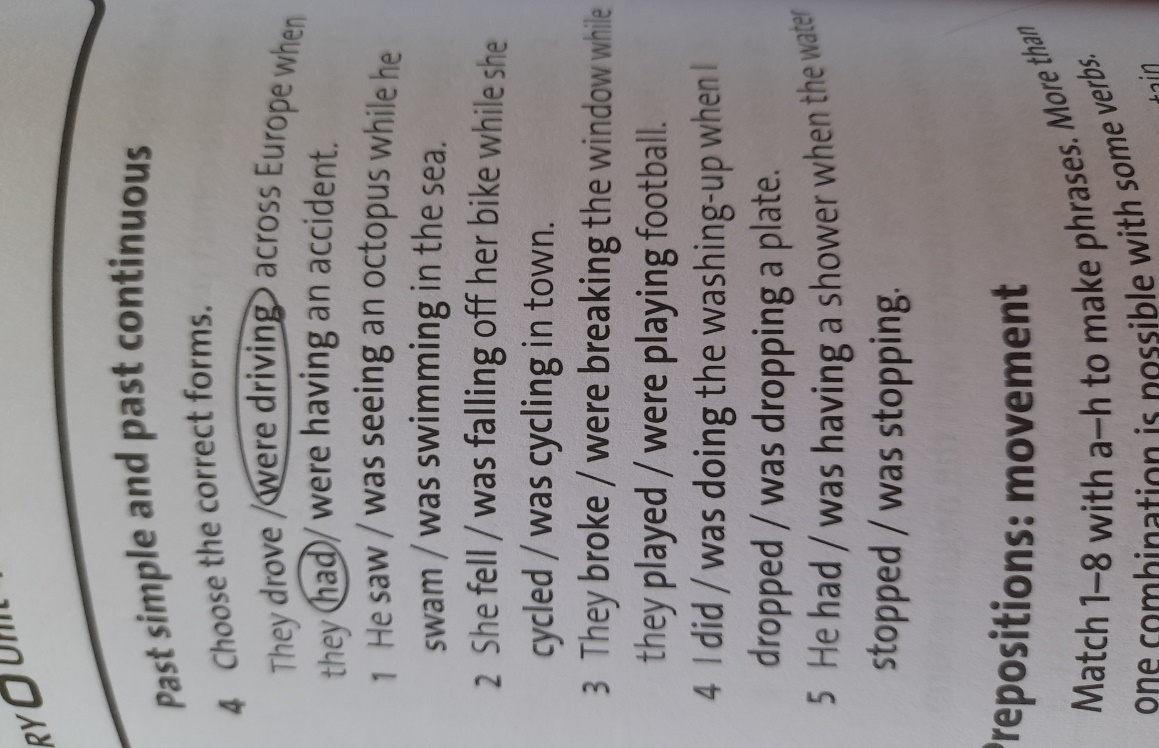 Past simple and past continuous
4 Choose the correct forms.
They drove / were driving across Europe when
they had / were having an accident.
1 He saw / was seeing an octopus while he
swam / was swimming in the sea.
2 She fell / was falling off her bike while she
cycled / was cycling in town.
3 They broke / were breaking the window while
they played / were playing football.
4 I did / was doing the washing-up when I
dropped / was dropping a plate.
5 He had / was having a shower when the water
stopped / was stopping.
Prepositions: movement
Match 1–8 with a–h to make phrases. More than
one combination is possible with some verbs.